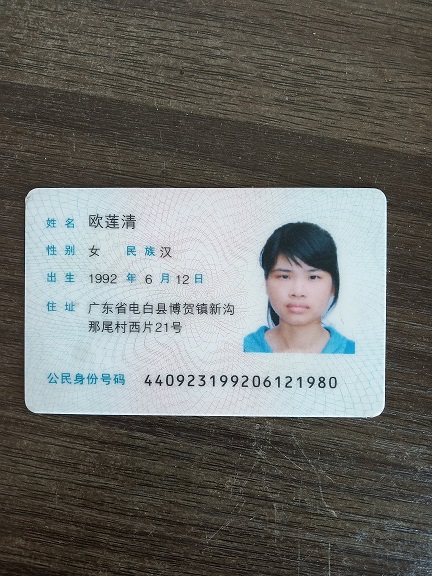 姓名 欧莲清
性别 女 民族 汉
出生 1992 年 6 月 12 日
住址 广东省电白县博贺镇新沟
那尾村西片21号
公民身份号码 440923199206121980